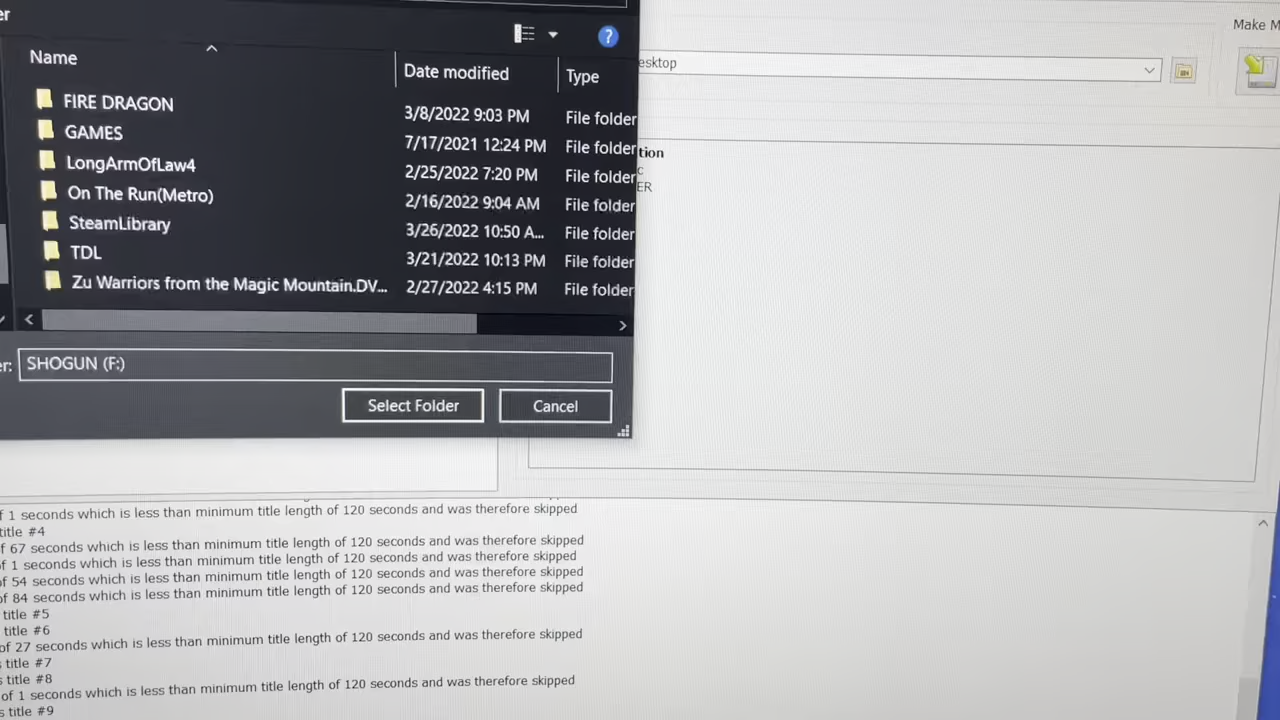 er
Make M
Name
Date modified
Type
esktop
FIRE DRAGON 3/8/2022 9:03 PM File folder
GAMES 7/17/2021 12:24 PM File folder
LongArmOfLaw4 2/25/2022 7:20 PM File folder
On The Run(Metro) 2/16/2022 9:04 AM File folder
SteamLibrary 3/26/2022 10:50 A... File folder
TDL 3/21/2022 10:13 PM File folder
Zu Warriors from the Magic Mountain.DV... 2/27/2022 4:15 PM File folder
tion
c
ER
er: SHOGUN (F:)
Select Folder
Cancel
f 1 seconds which is less than minimum title length of 120 seconds and was therefore skipped
title #4
f 67 seconds which is less than minimum title length of 120 seconds and was therefore skipped
of 1 seconds which is less than minimum title length of 120 seconds and was therefore skipped
of 54 seconds which is less than minimum title length of 120 seconds and was therefore skipped
of 84 seconds which is less than minimum title length of 120 seconds and was therefore skipped
title #5
title #6
of 27 seconds which is less than minimum title length of 120 seconds and was therefore skipped
s title #7
s title #8
of 1 seconds which is less than minimum title length of 120 seconds and was therefore skipped
s title #9